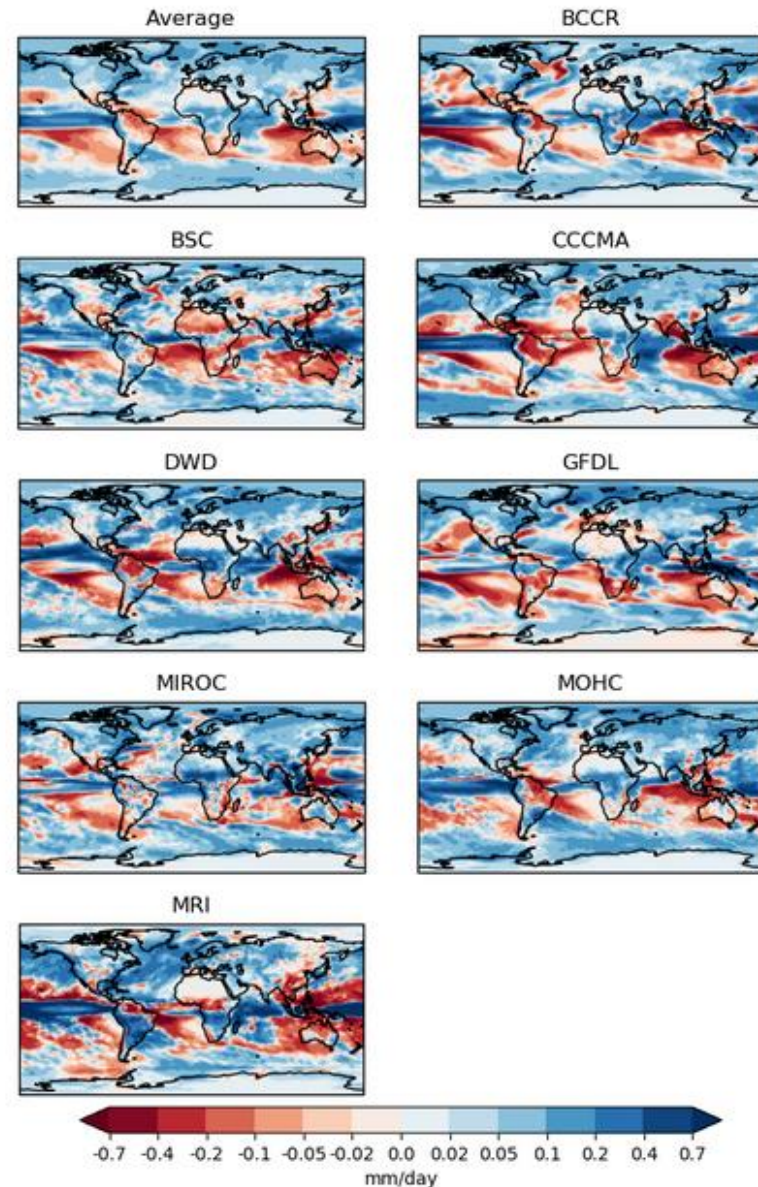 Average BCCR
BSC CCCMA
DWD GFDL
MIROC MOHC
MRI
-0.7 -0.4 -0.2 -0.1 -0.05 -0.02 0.0 0.02 0.05 0.1 0.2 0.4 0.7
mm/day